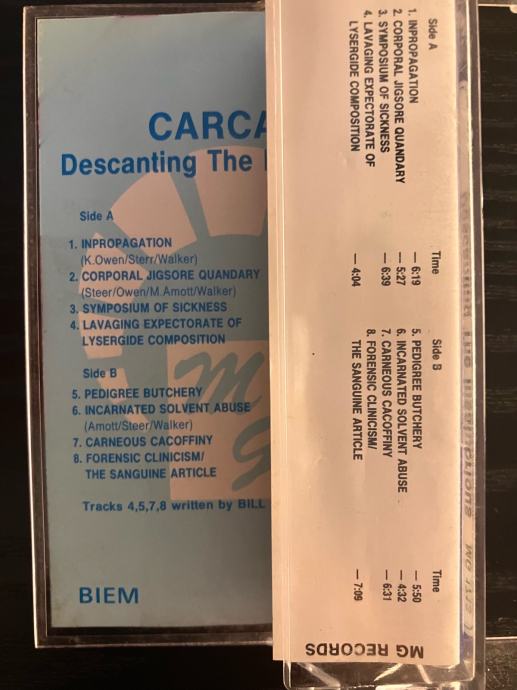 CARCA
Descanting The
Side A
1. INPROPAGATION
(K.Owen/Sterr/Walker)
2. CORPORAL JIGSORE QUANDARY
(Steer/Owen/M.Amott/Walker)
3. SYMPOSIUM OF SICKNESS
4. LAVAGING EXPECTORATE OF
LYSERGIDE COMPOSITION
Side B
5. PEDIGREE BUTCHERY
6. INCARNATED SOLVENT ABUSE
(Amott/Steer/Walker)
7. CARNEOUS CACOFFINY
8. FORENSIC CLINICISM/
THE SANGUINE ARTICLE
Tracks 4,5,7,8 written by BILL
BIEM
Side A Time
1. INPROPAGATION — 6:19
2. CORPORAL JIGSORE QUANDARY — 5:27
3. SYMPOSIUM OF SICKNESS — 6:39
4. LAVAGING EXPECTORATE OF
LYSERGIDE COMPOSITION — 4:04
Side B Time
5. PEDIGREE BUTCHERY — 5:50
6. INCARNATED SOLVENT ABUSE — 4:32
7. CARNEOUS CACOFFINY — 6:31
8. FORENSIC CLINICISM/
THE SANGUINE ARTICLE — 7:09
MG RECORDS